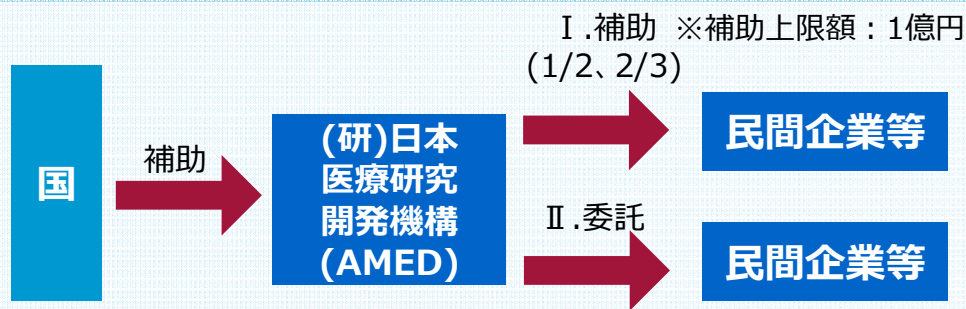 Ⅰ.補助 ※補助上限額：1億円
(1/2、2/3)
国
補助
(研)日本
医療研究
開発機構
(AMED)
民間企業等
Ⅱ.委託
民間企業等